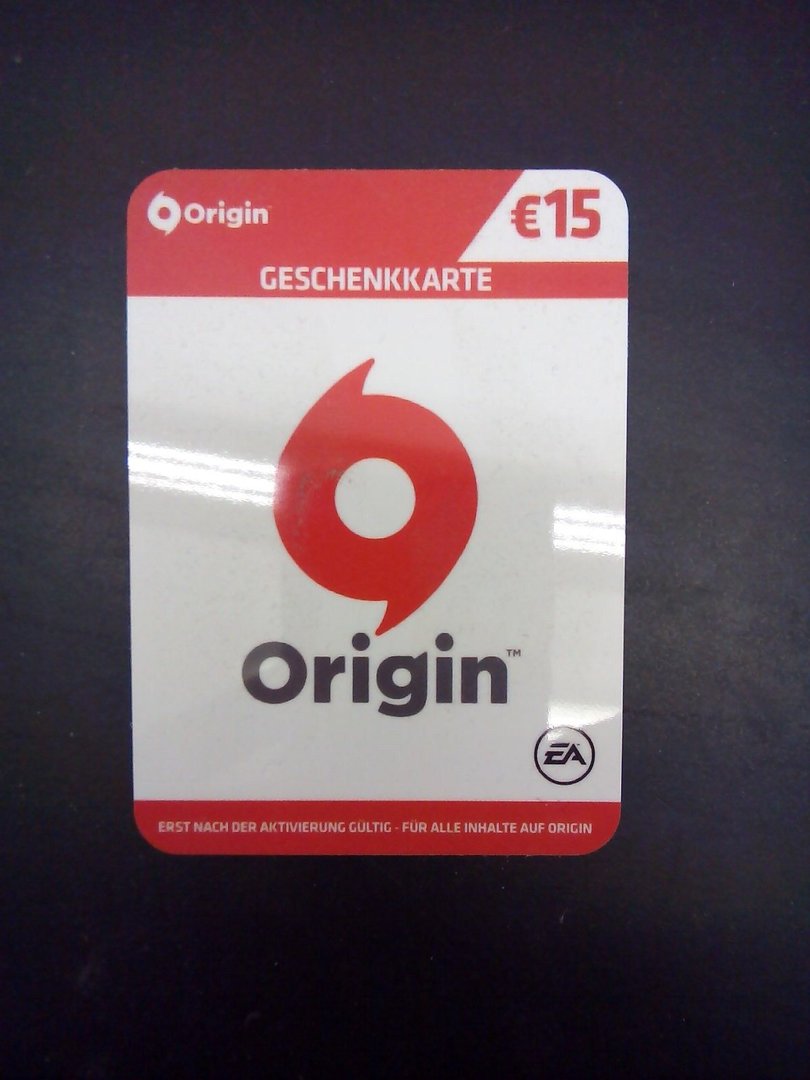 Origin
€15
GESCHENKKARTE
Origin™
EA
ERST NACH DER AKTIVIERUNG GÜLTIG - FÜR ALLE INHALTE AUF ORIGIN